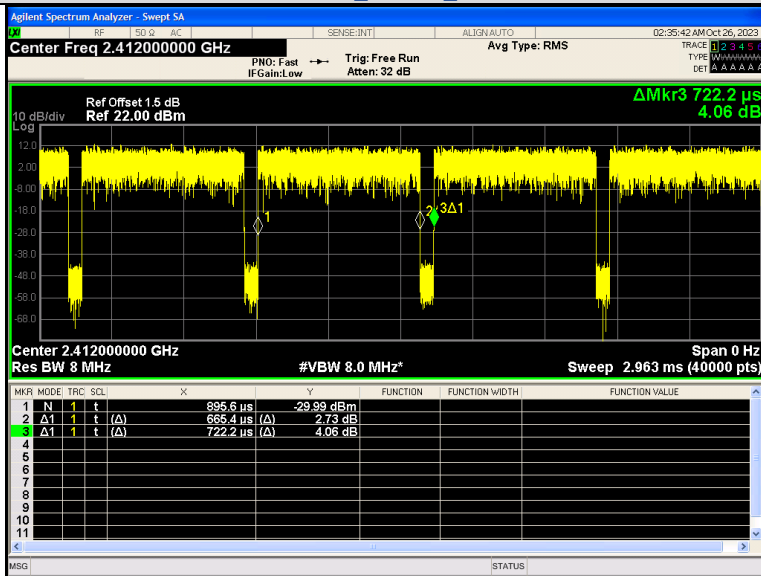 Agilent Spectrum Analyzer - Swept SA
LXI RF 50 Ω AC SENSE:INT ALIGN AUTO 02:35:42 AM Oct 26, 2023
Center Freq 2.412000000 GHz Avg Type: RMS TRACE 1 2 3 4 5 6
PNO: Fast Trig: Free Run TYPE W
IFGain:Low Atten: 32 dB DET A A A A A A
ΔMkr3 722.2 µs
4.06 dB
Ref Offset 1.5 dB
10 dB/div Ref 22.00 dBm
Log
12.0
2.00
-8.00
-18.0
-28.0
-38.0
-48.0
-58.0
-68.0
1
2
3Δ1
Center 2.412000000 GHz Span 0 Hz
Res BW 8 MHz #VBW 8.0 MHz* Sweep 2.963 ms (40000 pts)
MKR MODE TRC SCL X Y FUNCTION FUNCTION WIDTH FUNCTION VALUE
1 N 1 t 895.6 µs -29.99 dBm
2 Δ1 1 t (Δ) 665.4 µs (Δ) 2.73 dB
3 Δ1 1 t (Δ) 722.2 µs (Δ) 4.06 dB
4
5
6
7
8
9
10
11
MSG STATUS